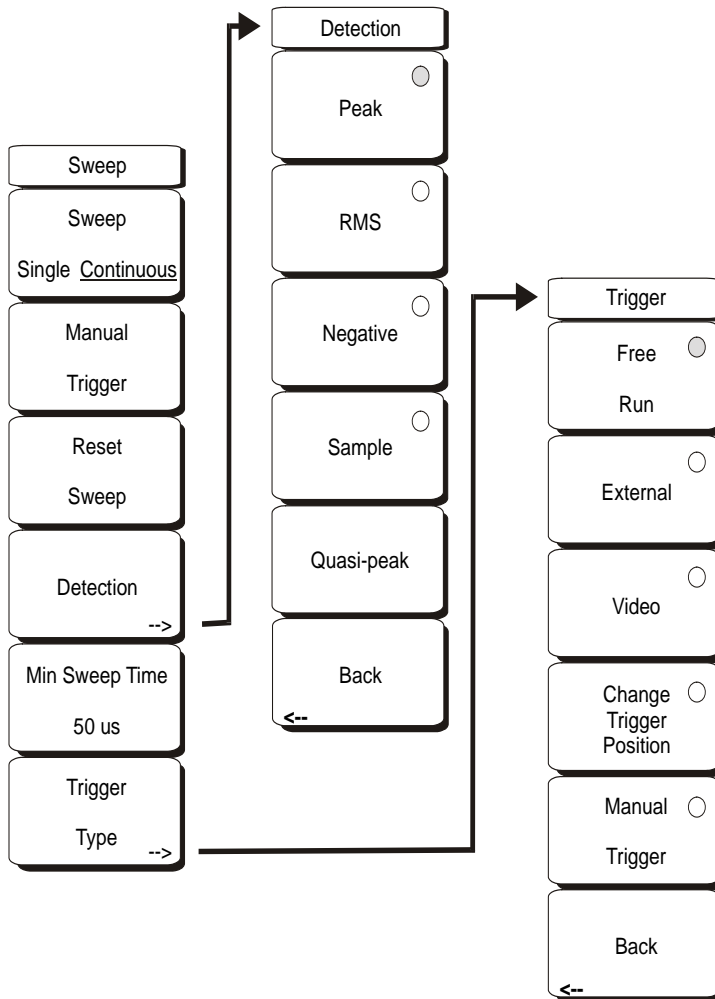 Sweep
Sweep
Single Continuous
Manual
Trigger
Reset
Sweep
Detection
-->
Min Sweep Time
50 us
Trigger
Type
-->
Detection
Peak
RMS
Negative
Sample
Quasi-peak
Back
<--
Trigger
Free
Run
External
Video
Change
Trigger
Position
Manual
Trigger
Back
<--